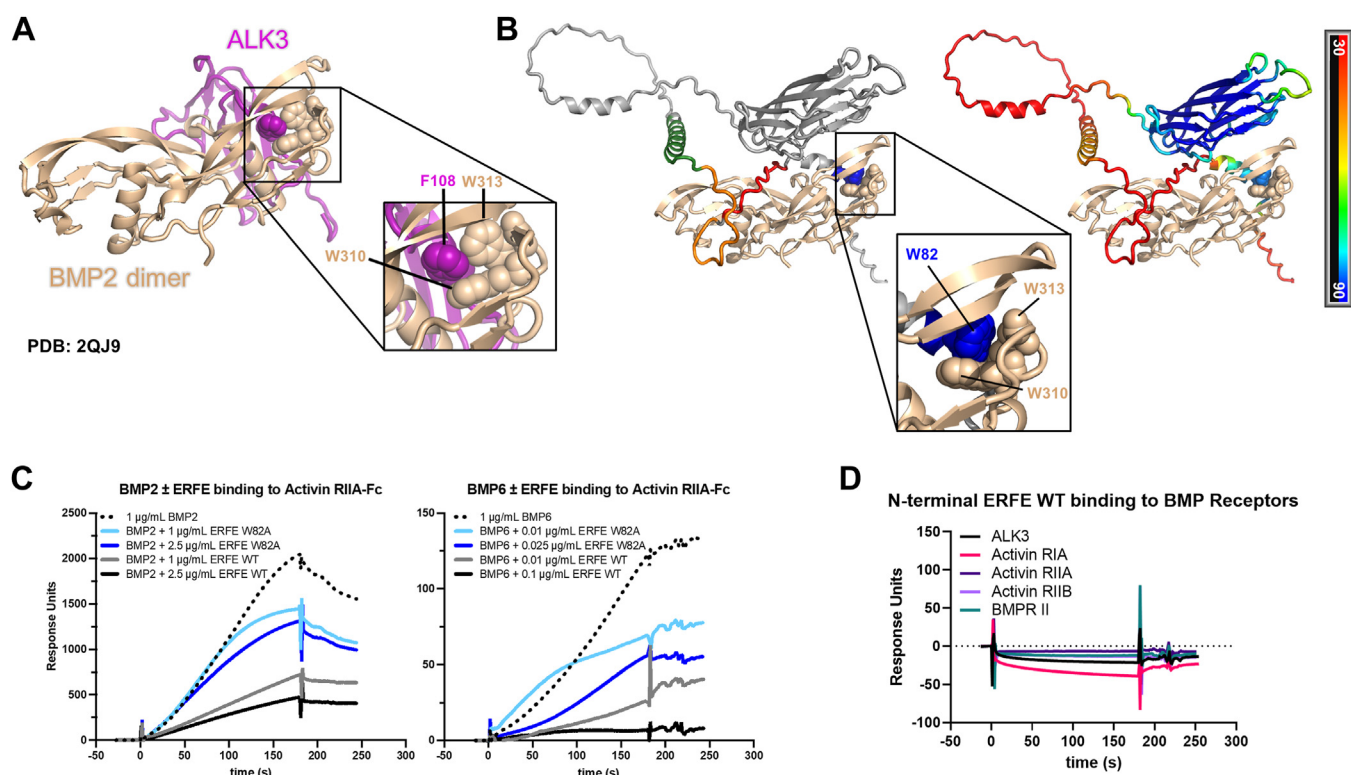 A
ALK3
F108
W313
W310
BMP2 dimer
PDB: 2QJ9
B
30
90
W82
W313
W310
C
BMP2 ± ERFE binding to Activin RIIA-Fc
1 µg/mL BMP2
BMP2 + 1 µg/mL ERFE W82A
BMP2 + 2.5 µg/mL ERFE W82A
BMP2 + 1 µg/mL ERFE WT
BMP2 + 2.5 µg/mL ERFE WT
Response Units
2500
2000
1750
1500
1250
1000
750
500
250
0
-50 0 50 100 150 200 250 300
time (s)
BMP6 ± ERFE binding to Activin RIIA-Fc
1 µg/mL BMP6
BMP6 + 0.01 µg/mL ERFE W82A
BMP6 + 0.025 µg/mL ERFE W82A
BMP6 + 0.01 µg/mL ERFE WT
BMP6 + 0.1 µg/mL ERFE WT
150
100
50
0
-50 0 50 100 150 200 250 300
time (s)
D
N-terminal ERFE WT binding to BMP Receptors
ALK3
Activin RIA
Activin RIIA
Activin RIIB
BMPR II
Response Units
150
100
50
0
-50
-100
-50 0 50 100 150 200 250 300
time (s)